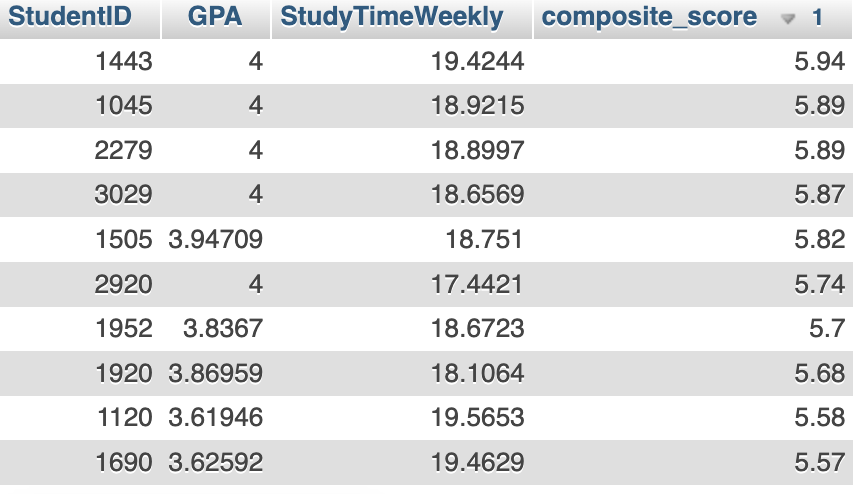 StudentID GPA StudyTimeWeekly composite_score 1
1443 4 19.4244 5.94
1045 4 18.9215 5.89
2279 4 18.8997 5.89
3029 4 18.6569 5.87
1505 3.94709 18.751 5.82
2920 4 17.4421 5.74
1952 3.8367 18.6723 5.7
1920 3.86959 18.1064 5.68
1120 3.61946 19.5653 5.58
1690 3.62592 19.4629 5.57